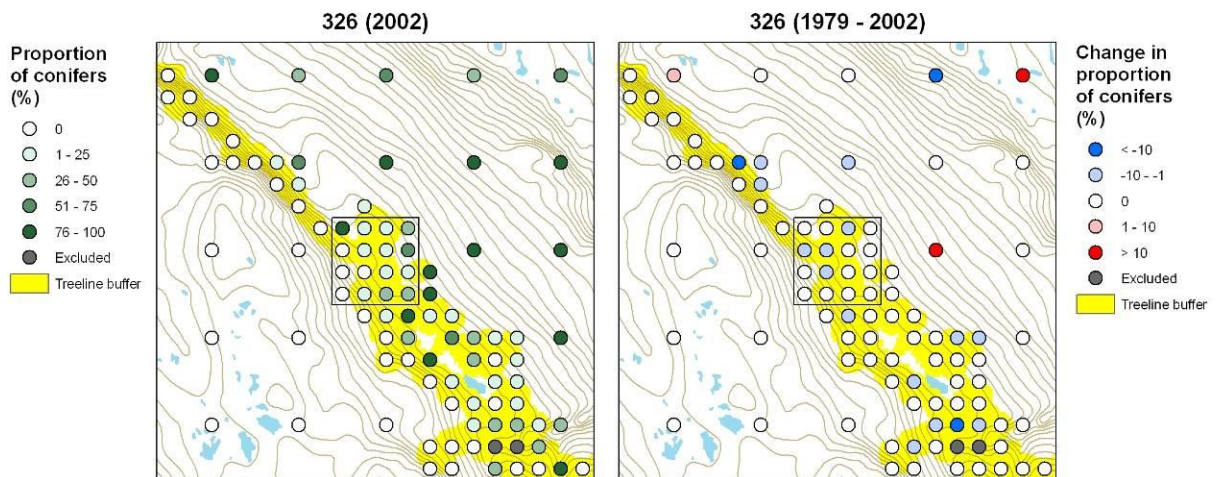 326 (2002)
326 (1979 - 2002)
Proportion
of conifers
(%)
0
1 - 25
26 - 50
51 - 75
76 - 100
Excluded
Treeline buffer
Change in
proportion
of conifers
(%)
< -10
-10 - -1
0
1 - 10
> 10
Excluded
Treeline buffer